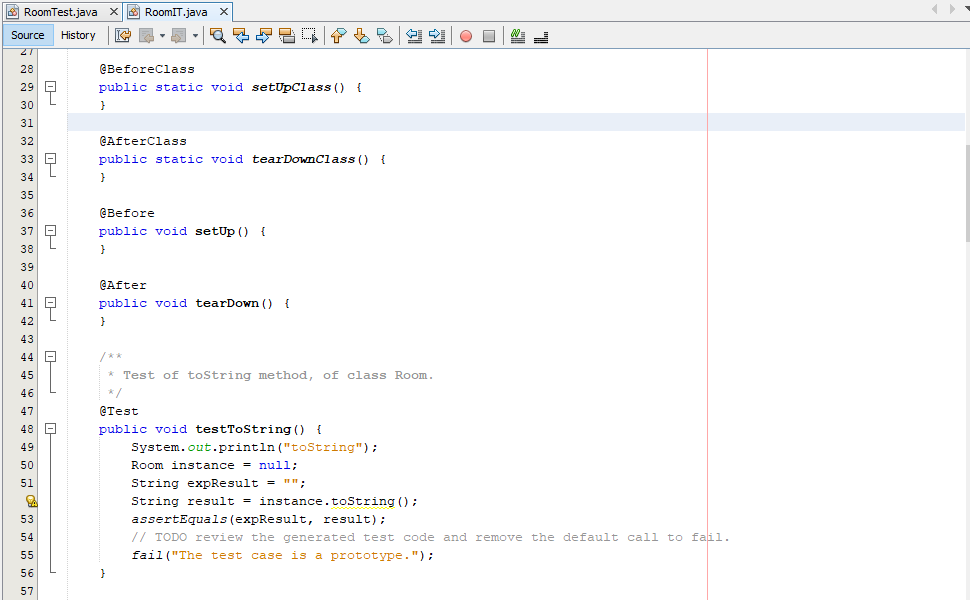 RoomTest.java RoomIT.java
Source History
27
28 @BeforeClass
29 public static void setUpClass() {
30 }
31
32 @AfterClass
33 public static void tearDownClass() {
34 }
35
36 @Before
37 public void setUp() {
38 }
39
40 @After
41 public void tearDown() {
42 }
43
44 /**
45 * Test of toString method, of class Room.
46 */
47 @Test
48 public void testToString() {
49 System.out.println("toString");
50 Room instance = null;
51 String expResult = "";
String result = instance.toString();
53 assertEquals(expResult, result);
54 // TODO review the generated test code and remove the default call to fail.
55 fail("The test case is a prototype.");
56 }
57